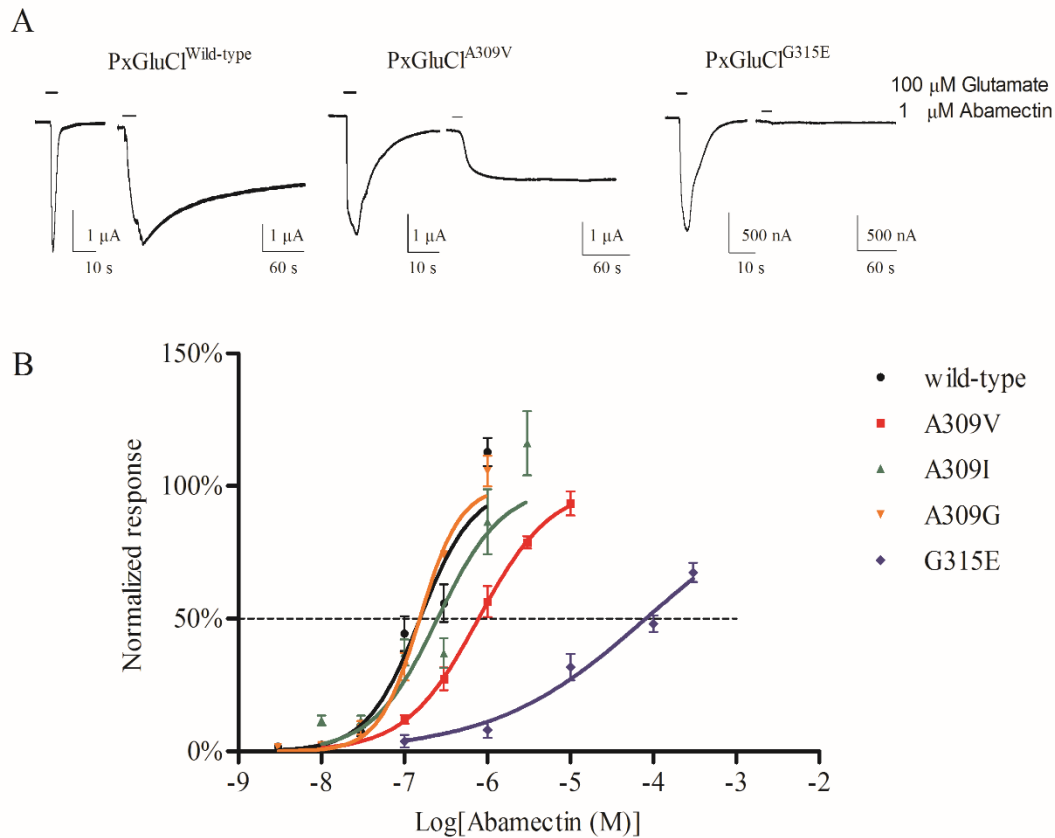 A
PxGluCl^Wild-type
PxGluCl^A309V
PxGluCl^G315E
100 μM Glutamate
1 μM Abamectin
1 μA
10 s
1 μA
60 s
1 μA
10 s
1 μA
60 s
500 nA
10 s
500 nA
60 s
B
150%
100%
50%
0%
Normalized response
-9 -8 -7 -6 -5 -4 -3 -2
Log[Abamectin (M)]
wild-type
A309V
A309I
A309G
G315E